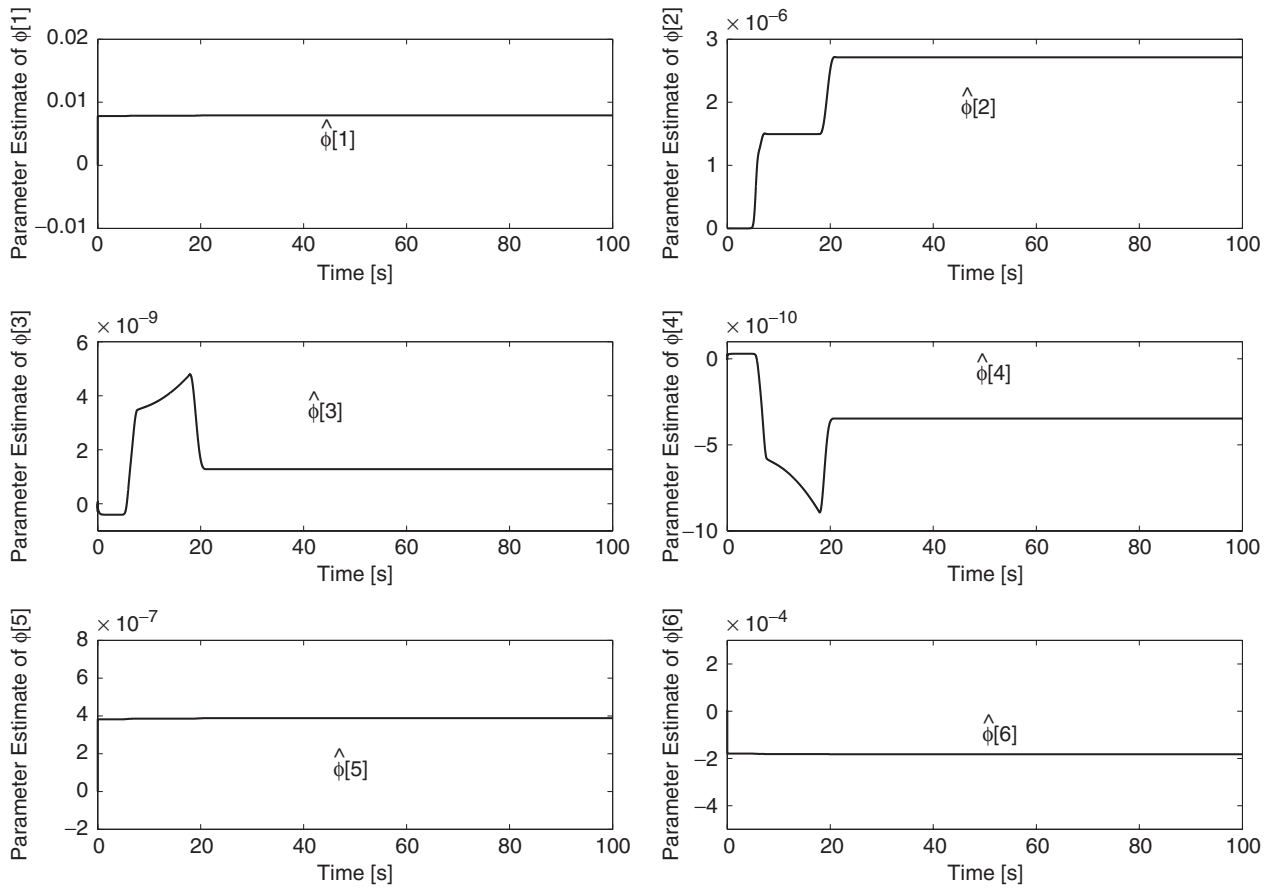 Parameter Estimate of ϕ[1]
0.02
0.01
0
−0.01
ϕ̂[1]
0 20 40 60 80 100
Time [s]
Parameter Estimate of ϕ[2]
× 10−6
3
2
1
0
ϕ̂[2]
0 20 40 60 80 100
Time [s]
Parameter Estimate of ϕ[3]
× 10−9
6
4
2
0
ϕ̂[3]
0 20 40 60 80 100
Time [s]
Parameter Estimate of ϕ[4]
× 10−10
0
−5
−10
ϕ̂[4]
0 20 40 60 80 100
Time [s]
Parameter Estimate of ϕ[5]
× 10−7
8
6
4
2
0
−2
ϕ̂[5]
0 20 40 60 80 100
Time [s]
Parameter Estimate of ϕ[6]
× 10−4
2
0
−2
−4
ϕ̂[6]
0 20 40 60 80 100
Time [s]